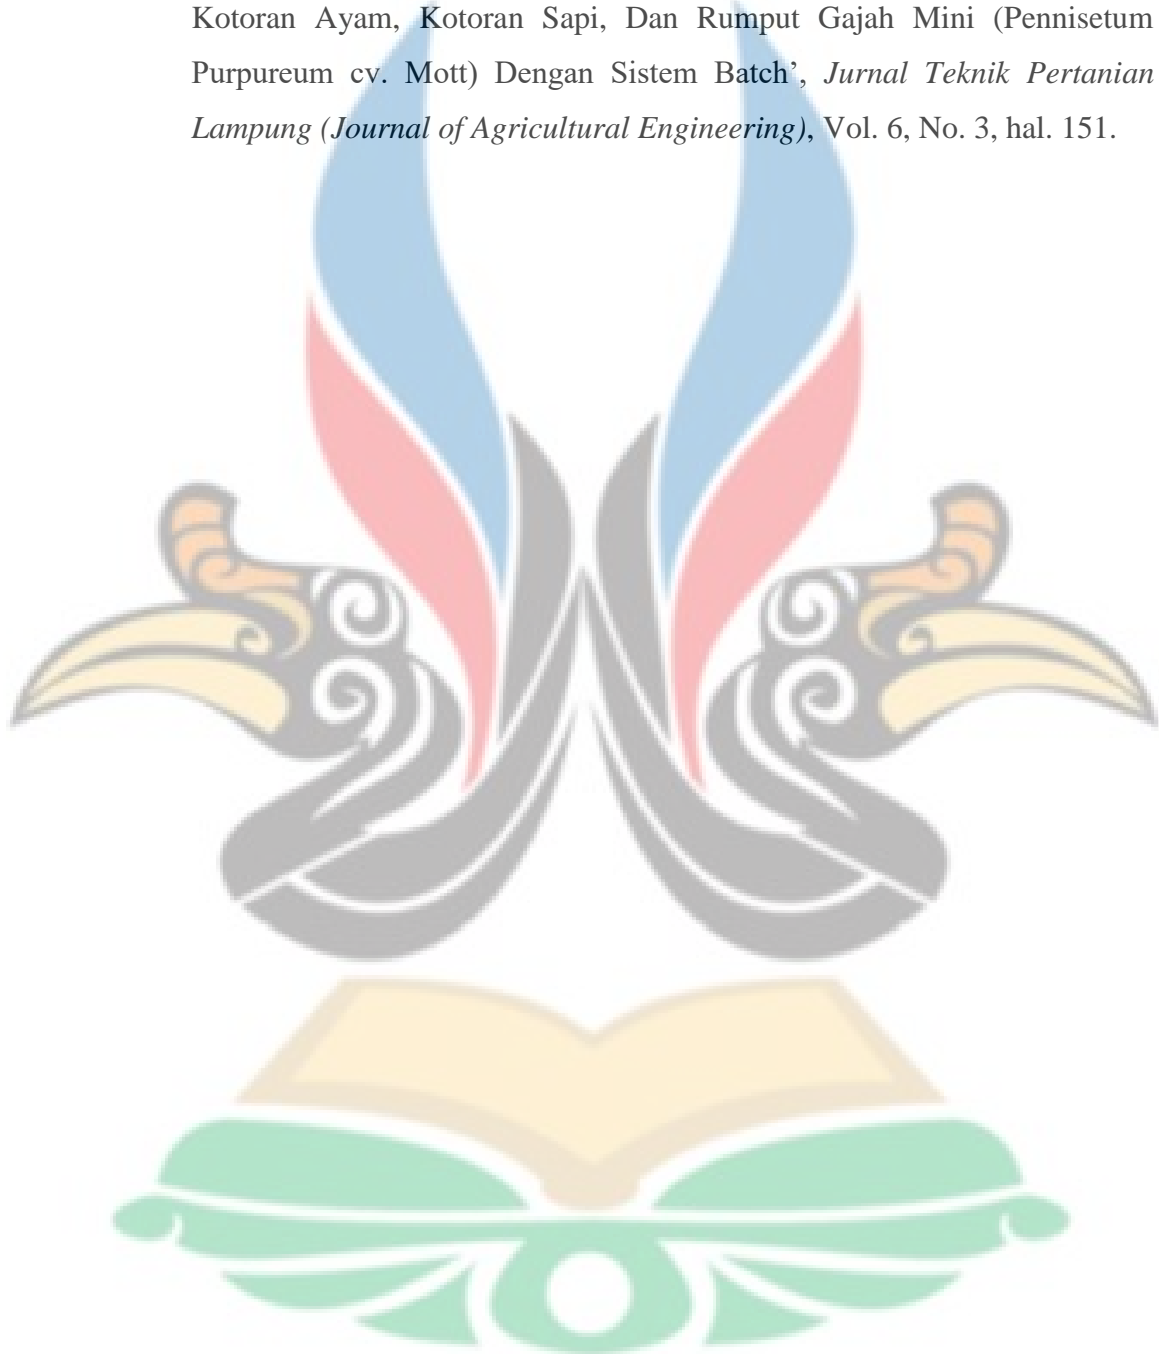 Kotoran Ayam, Kotoran Sapi, Dan Rumput Gajah Mini (Pennisetum
Purpureum cv. Mott) Dengan Sistem Batch’, Jurnal Teknik Pertanian
Lampung (Journal of Agricultural Engineering), Vol. 6, No. 3, hal. 151.